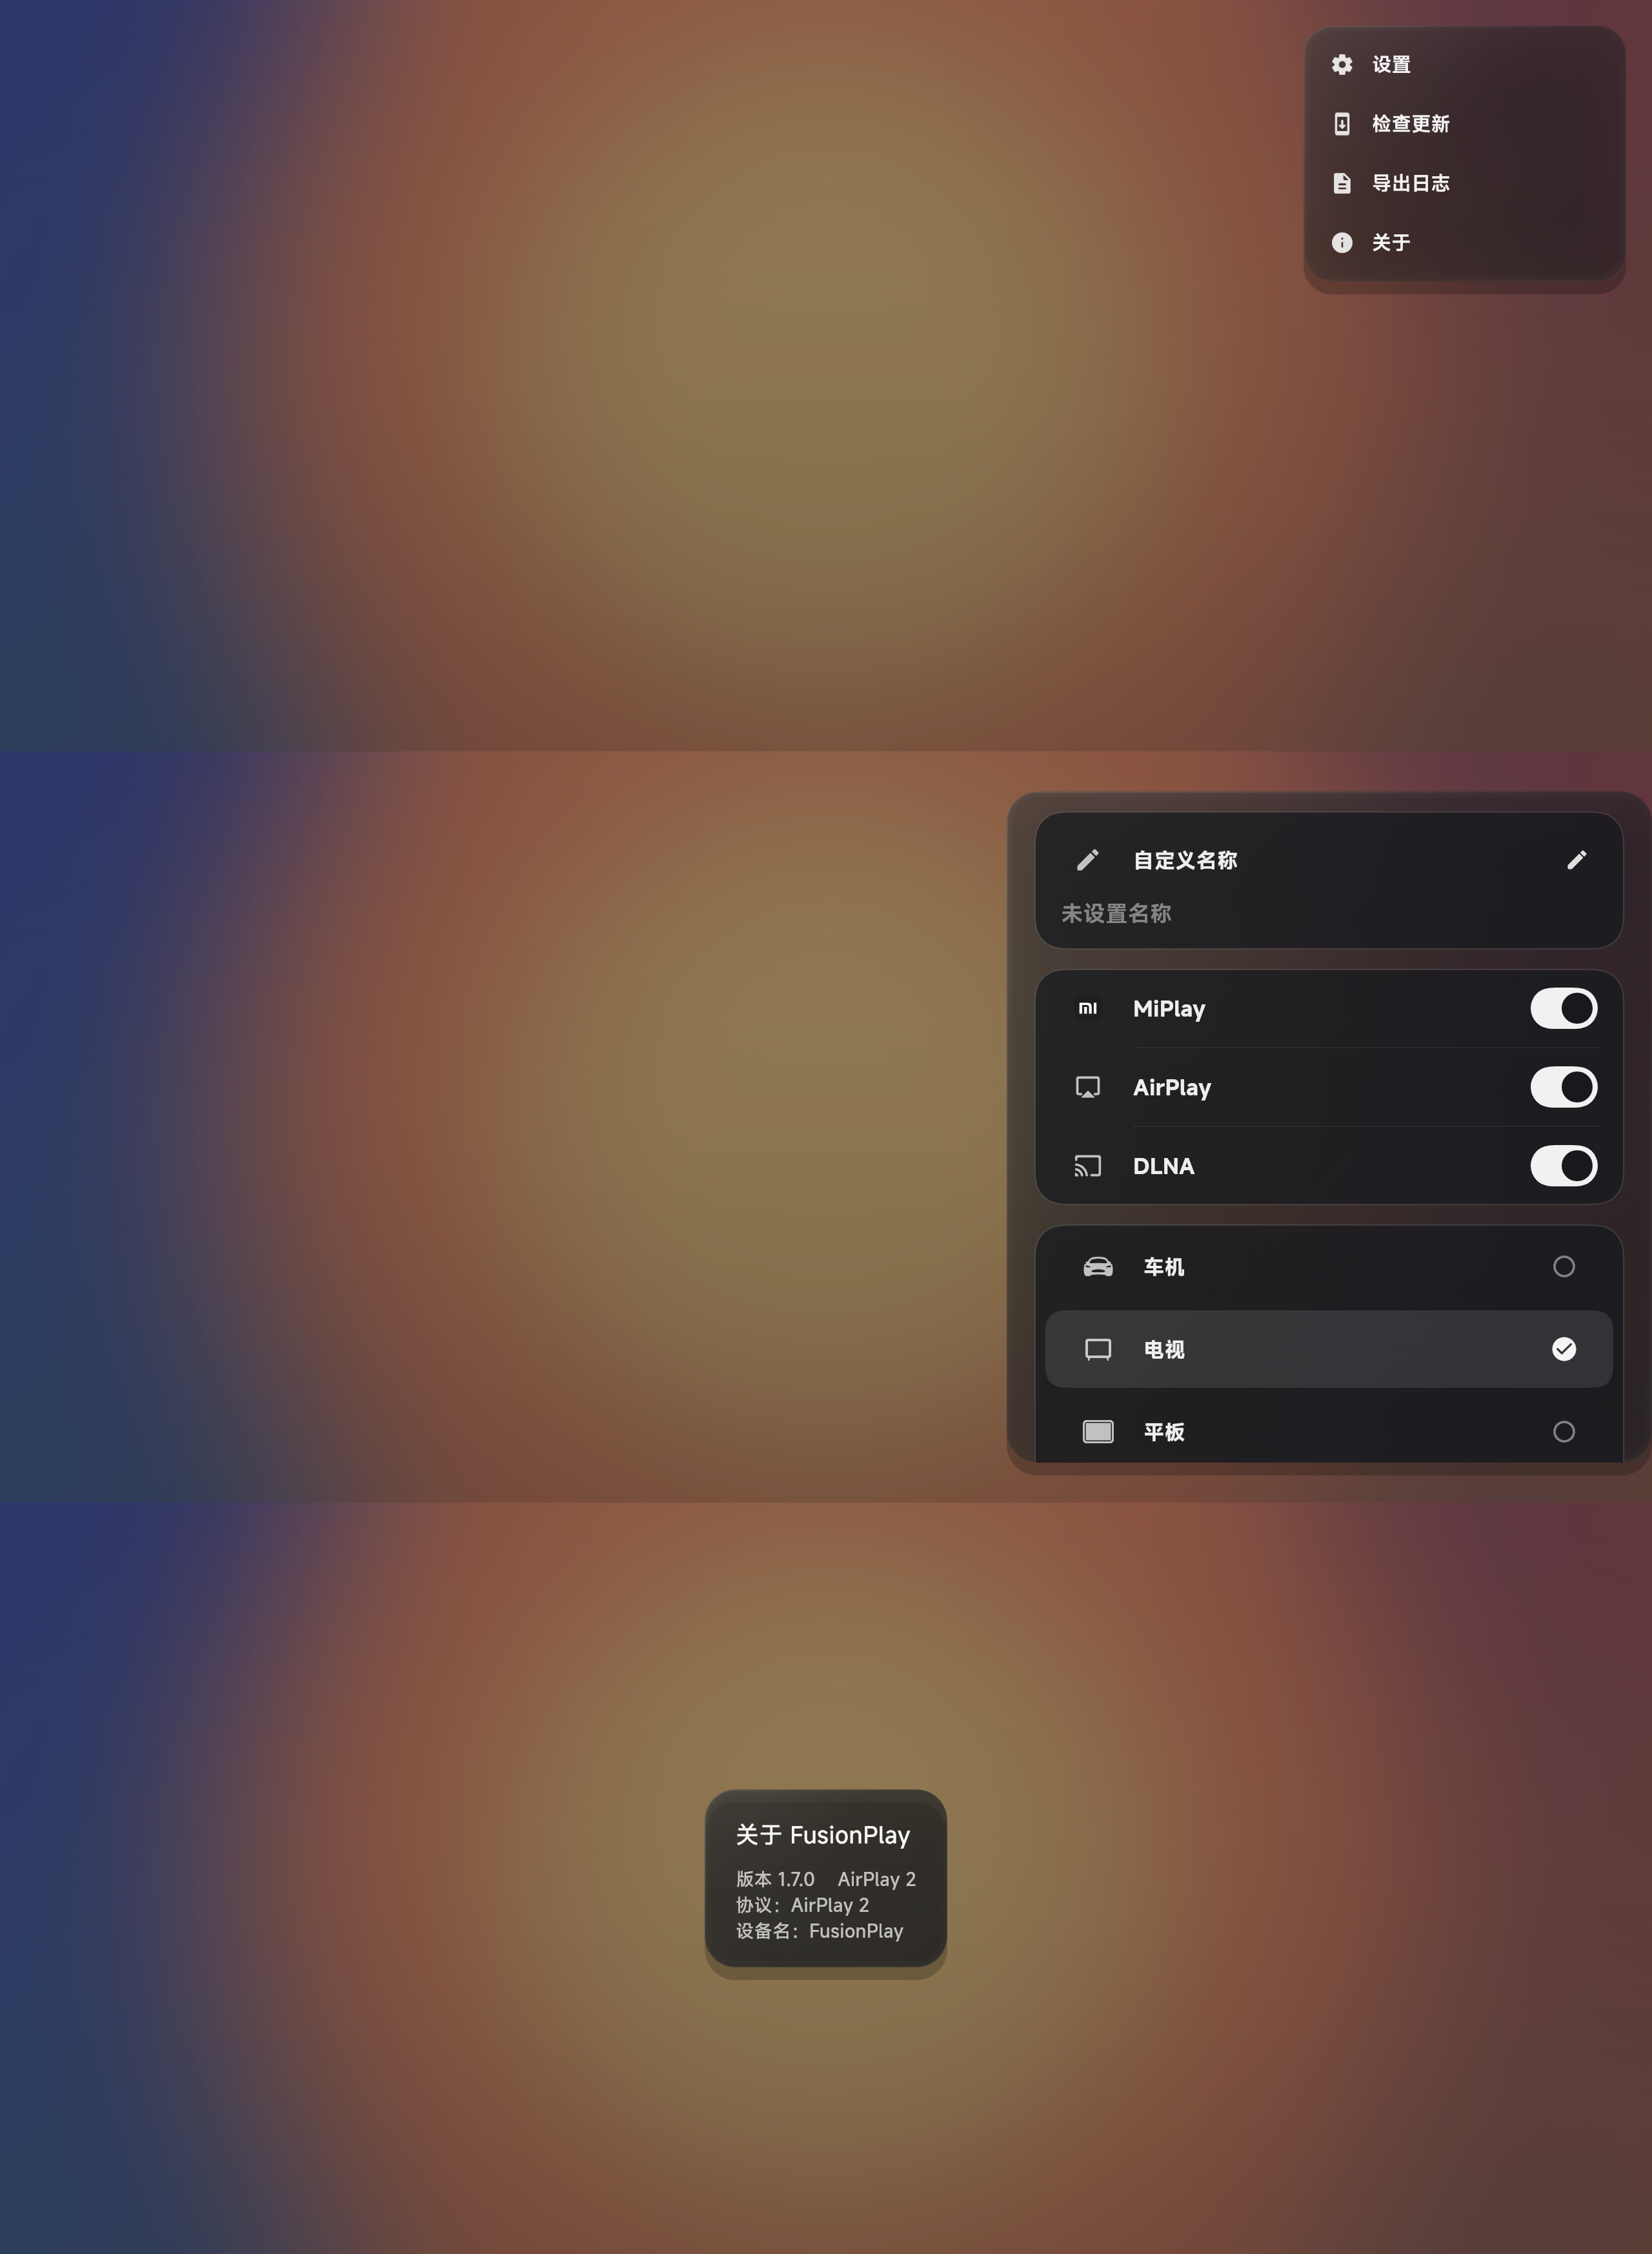 设置
检查更新
导出日志
关于
自定义名称
未设置名称
MiPlay
AirPlay
DLNA
车机
电视
平板
关于 FusionPlay
版本 1.7.0 AirPlay 2
协议：AirPlay 2
设备名：FusionPlay